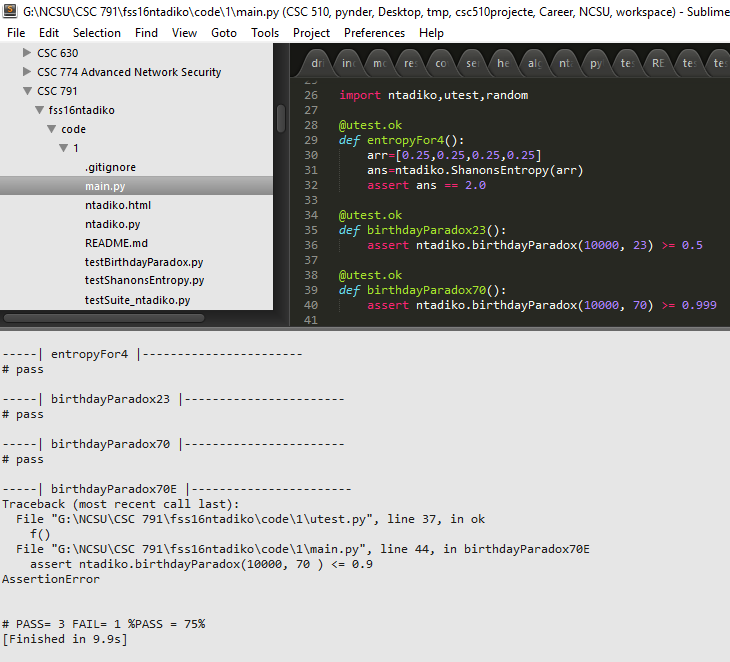 G:\NCSU\CSC 791\fss16ntadiko\code\1\main.py (CSC 510, pynder, Desktop, tmp, csc510projecte, Career, NCSU, workspace) - Sublime
File Edit Selection Find View Goto Tools Project Preferences Help
CSC 630
CSC 774 Advanced Network Security
CSC 791
fss16ntadiko
code
1
.gitignore
main.py
ntadiko.html
ntadiko.py
README.md
testBirthdayParadox.py
testShanonsEntropy.py
testSuite_ntadiko.py
dr in mc re co se he alg nt py te RE te te
25
26 import ntadiko,utest,random
27
28 @utest.ok
29 def entropyFor4():
30 arr=[0.25,0.25,0.25,0.25]
31 ans=ntadiko.ShanonsEntropy(arr)
32 assert ans == 2.0
33
34 @utest.ok
35 def birthdayParadox23():
36 assert ntadiko.birthdayParadox(10000, 23) >= 0.5
37
38 @utest.ok
39 def birthdayParadox70():
40 assert ntadiko.birthdayParadox(10000, 70) >= 0.999
41
-----| entropyFor4 |-----------------------
# pass
-----| birthdayParadox23 |-----------------------
# pass
-----| birthdayParadox70 |-----------------------
# pass
-----| birthdayParadox70E |-----------------------
Traceback (most recent call last):
File "G:\NCSU\CSC 791\fss16ntadiko\code\1\utest.py", line 37, in ok
f()
File "G:\NCSU\CSC 791\fss16ntadiko\code\1\main.py", line 44, in birthdayParadox70E
assert ntadiko.birthdayParadox(10000, 70 ) <= 0.9
AssertionError
# PASS= 3 FAIL= 1 %PASS = 75%
[Finished in 9.9s]